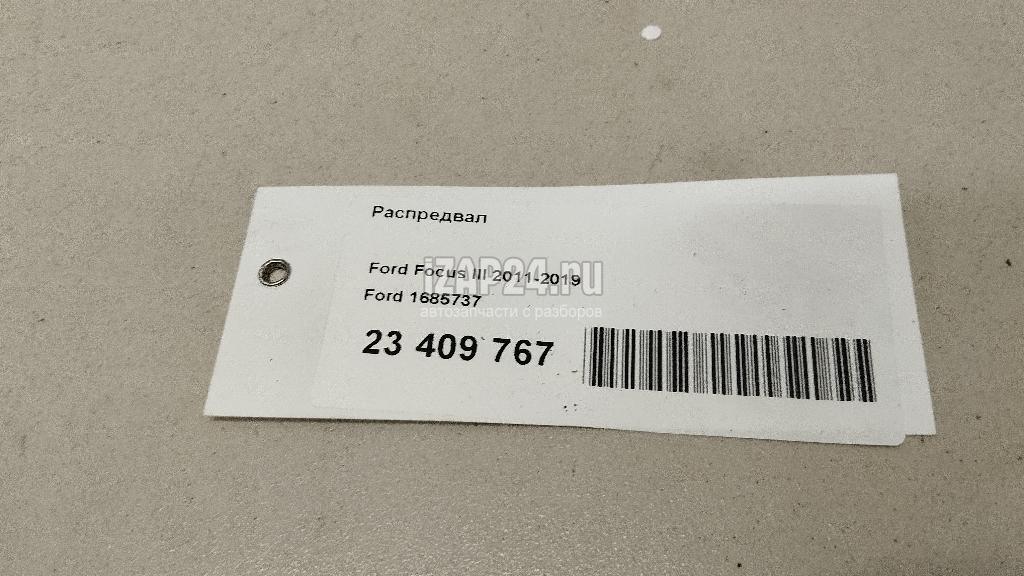 Распредвал
Ford Focus III 2011-2019
iZAP24.ru
Ford 1685737
автозапчасти с разборов
23 409 767